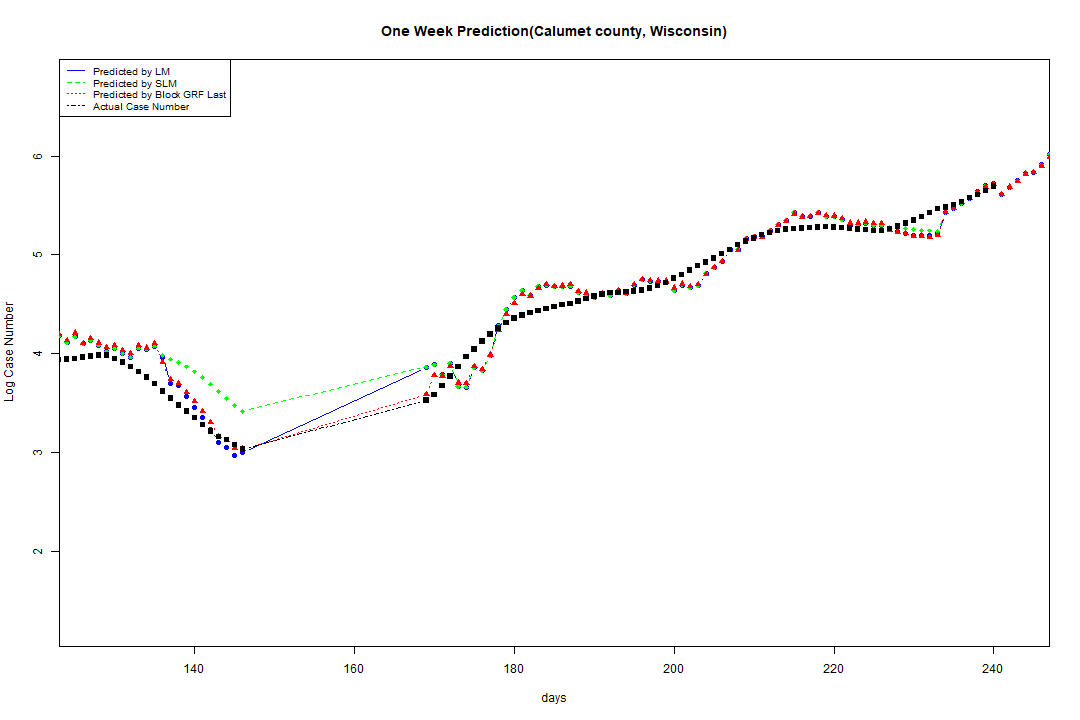 One Week Prediction(Calumet county, Wisconsin)
Predicted by LM
Predicted by SLM
Predicted by Block GRF Last
Actual Case Number
6
5
4
3
2
Log Case Number
140 160 180 200 220 240
days